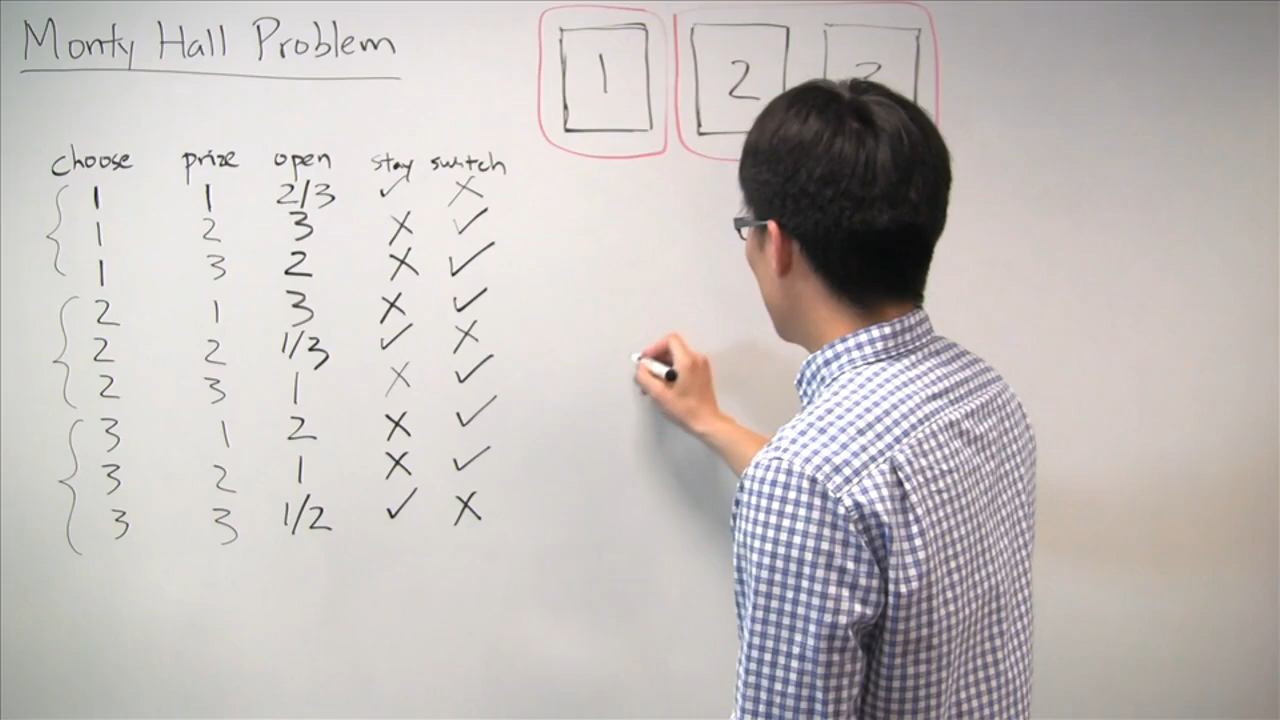 Monty Hall Problem
1 2
choose prize open stay switch
1 1 2/3 ✓ X
1 2 3 X ✓
1 3 2 X ✓
2 1 3 X ✓
2 2 1/3 ✓ X
2 3 1 X ✓
3 1 2 X ✓
3 2 1 X ✓
3 3 1/2 ✓ X